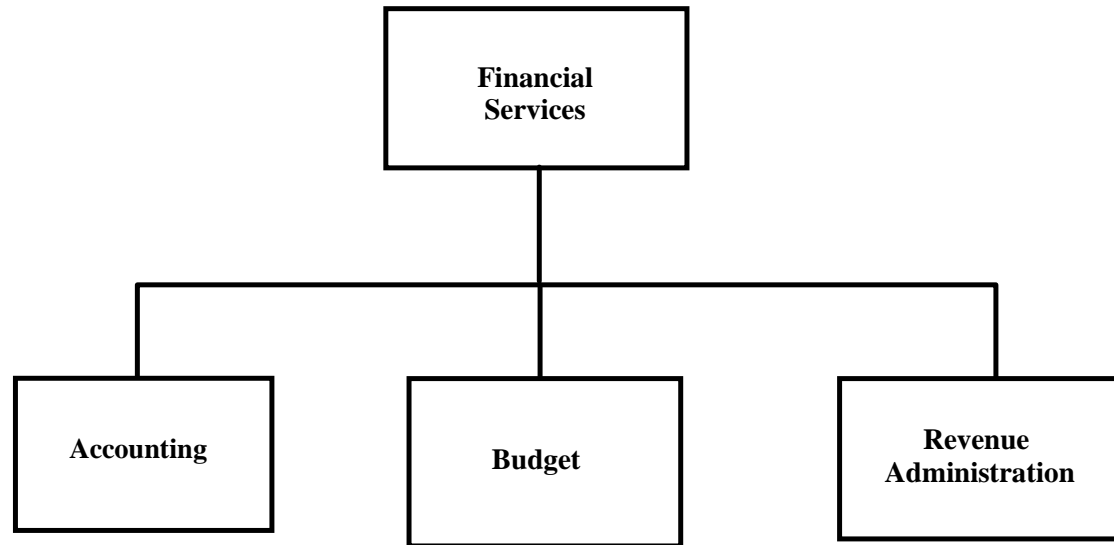 Financial
Services
Accounting
Budget
Revenue
Administration